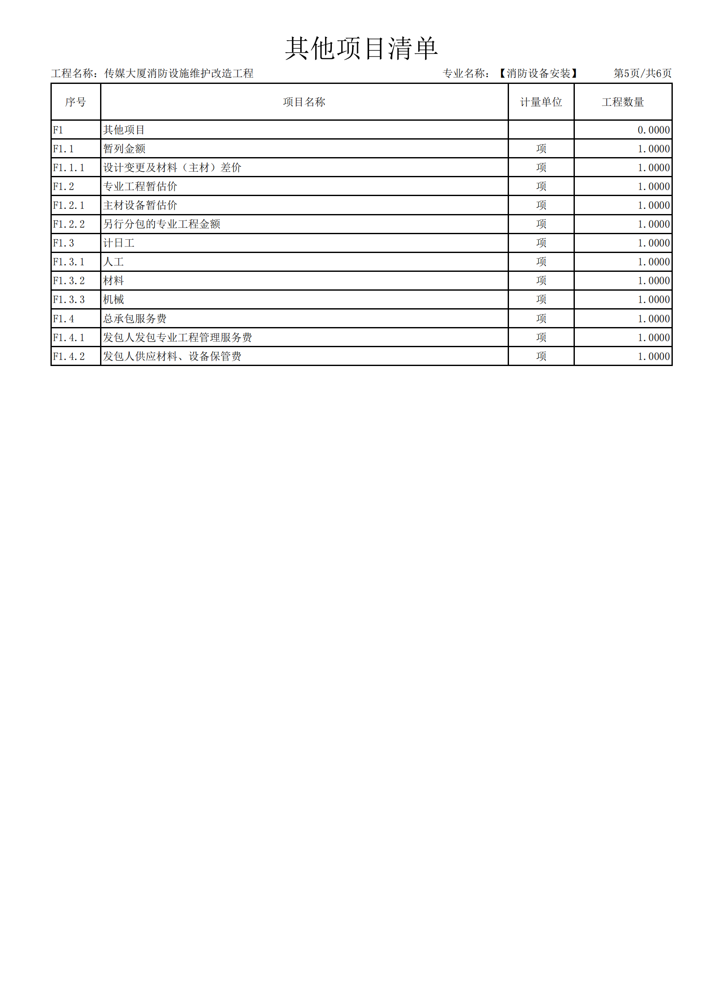 其他项目清单
工程名称：传媒大厦消防设施维护改造工程 专业名称：【消防设备安装】 第5页/共6页
序号 项目名称 计量单位 工程数量
F1 其他项目 0.0000
F1.1 暂列金额 项 1.0000
F1.1.1 设计变更及材料（主材）差价 项 1.0000
F1.2 专业工程暂估价 项 1.0000
F1.2.1 主材设备暂估价 项 1.0000
F1.2.2 另行分包的专业工程金额 项 1.0000
F1.3 计日工 项 1.0000
F1.3.1 人工 项 1.0000
F1.3.2 材料 项 1.0000
F1.3.3 机械 项 1.0000
F1.4 总承包服务费 项 1.0000
F1.4.1 发包人发包专业工程管理服务费 项 1.0000
F1.4.2 发包人供应材料、设备保管费 项 1.0000